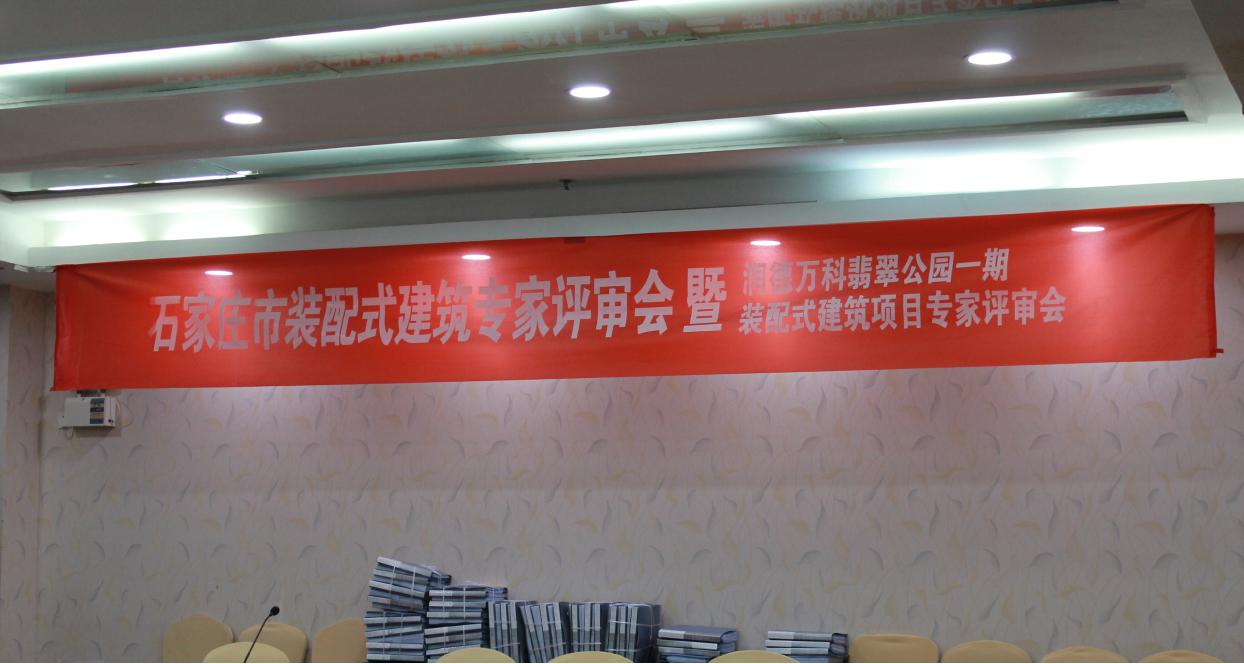 石家庄市装配式建筑专家评审会暨
润德万科翡翠公园一期
装配式建筑项目专家评审会